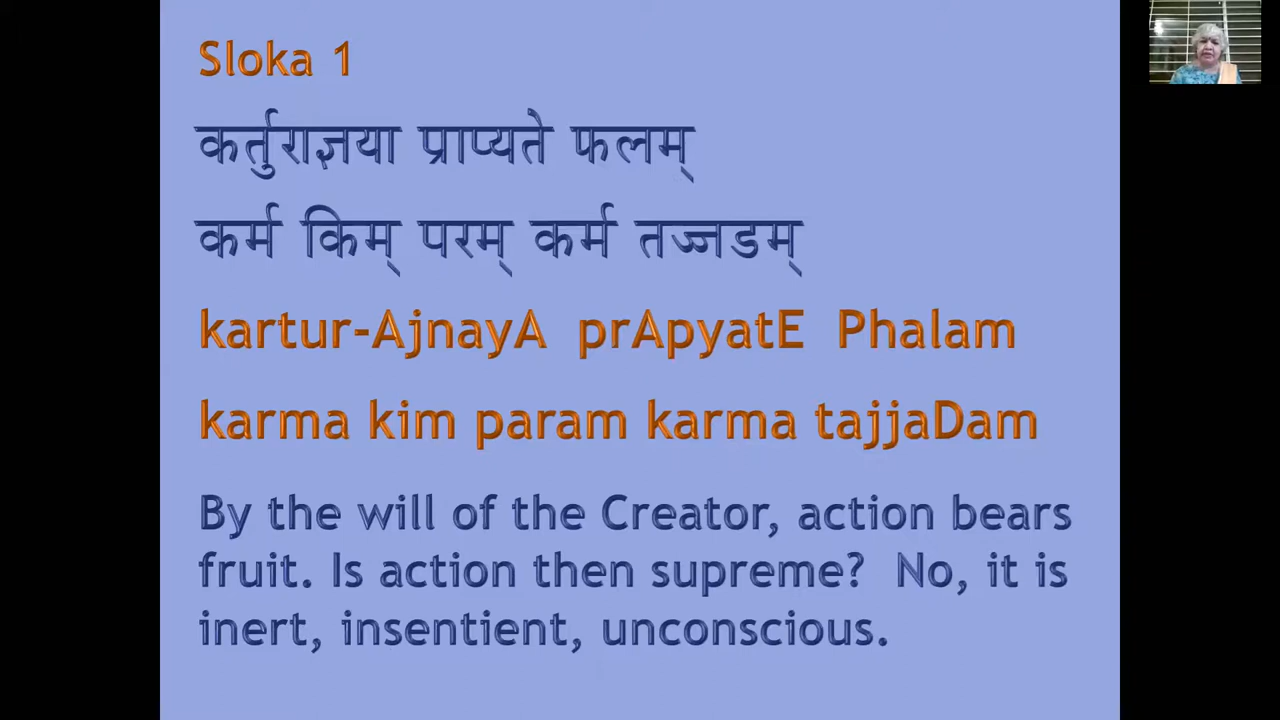 Sloka 1
कर्तुराज्ञया प्राप्यते फलम्
कर्म किम् परम् कर्म तज्जडम्
kartur-AjnayA prApyatE Phalam
karma kim param karma tajjaDam
By the will of the Creator, action bears
fruit. Is action then supreme? No, it is
inert, insentient, unconscious.